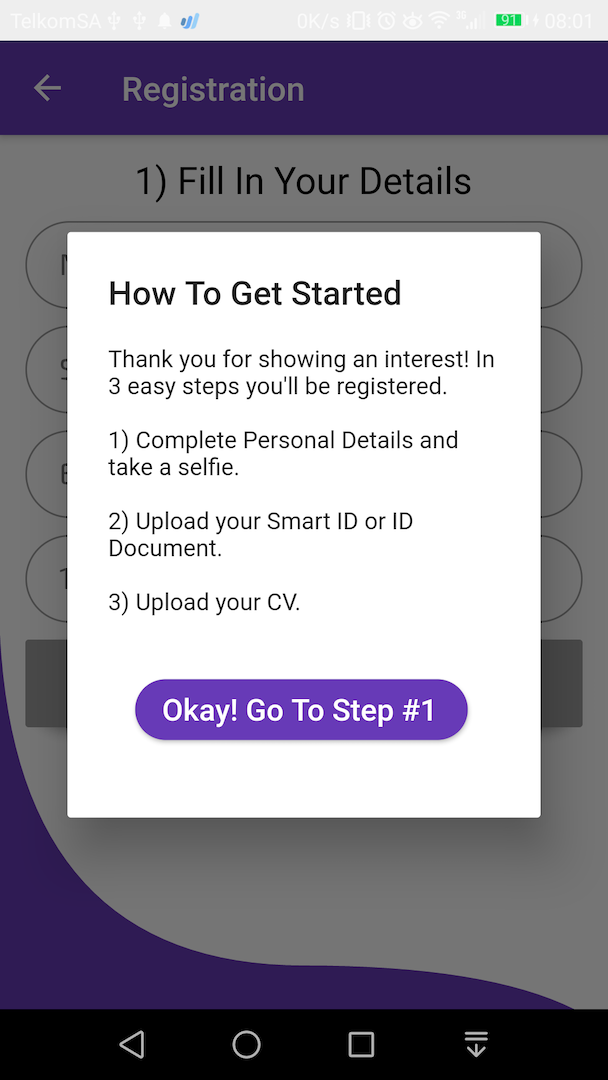 TelkomSA 0K/s 3G 91 08:01
Registration
1) Fill In Your Details
How To Get Started
Thank you for showing an interest! In
3 easy steps you'll be registered.
1) Complete Personal Details and
take a selfie.
2) Upload your Smart ID or ID
Document.
3) Upload your CV.
Okay! Go To Step #1